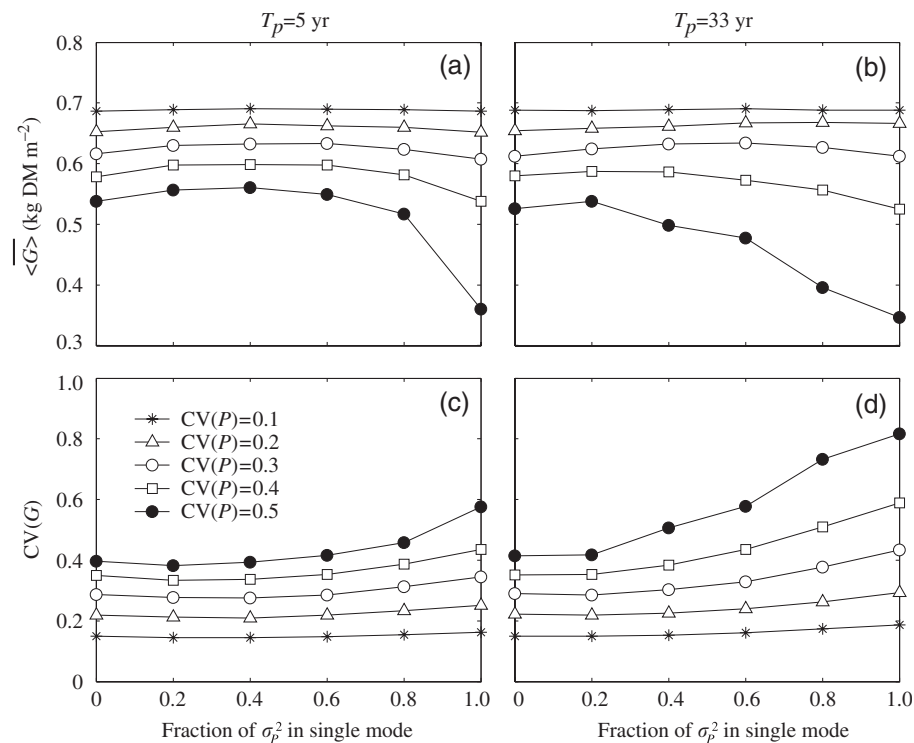 Tₚ=5 yr
Tₚ=33 yr
0.8
0.7
0.6
0.5
0.4
0.3
<G̅> (kg DM m⁻²)
(a)
(b)
1.0
0.8
0.6
0.4
0.2
0
CV(G)
(c)
(d)
CV(P)=0.1
CV(P)=0.2
CV(P)=0.3
CV(P)=0.4
CV(P)=0.5
0 0.2 0.4 0.6 0.8 1.0
0 0.2 0.4 0.6 0.8 1.0
Fraction of σ_P² in single mode
Fraction of σ_P² in single mode